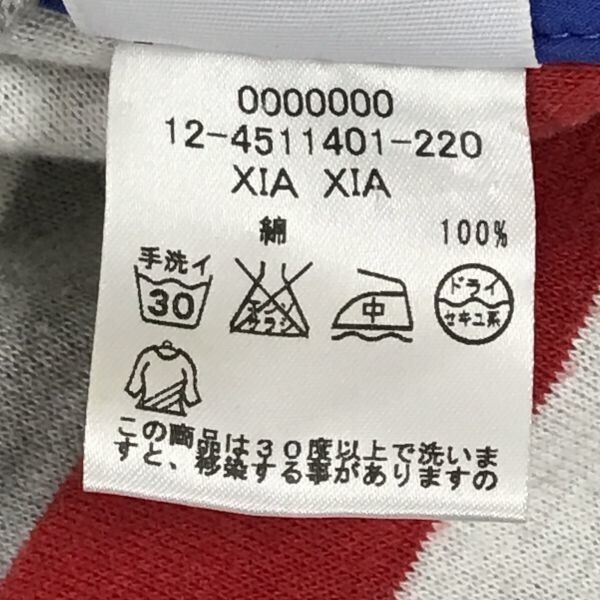 0000000
12-4511401-220
XIA XIA
綿 100%
手洗イ
30
エンソ
サラシ
中
ドライ
セキユ系
この商品は30度以上で洗いま
すと、移染する事がありますの